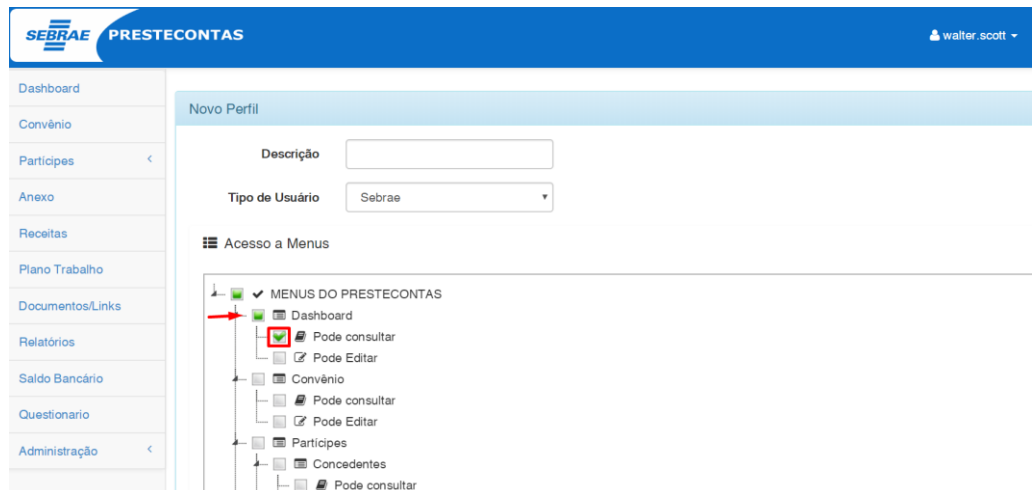 SEBRAE PRESTECONTAS
walter.scott
Dashboard
Convênio
Partícipes
Anexo
Receitas
Plano Trabalho
Documentos/Links
Relatórios
Saldo Bancário
Questionario
Administração
Novo Perfil
Descrição
Tipo de Usuário Sebrae
Acesso a Menus
MENUS DO PRESTECONTAS
Dashboard
Pode consultar
Pode Editar
Convênio
Pode consultar
Pode Editar
Partícipes
Concedentes
Pode consultar